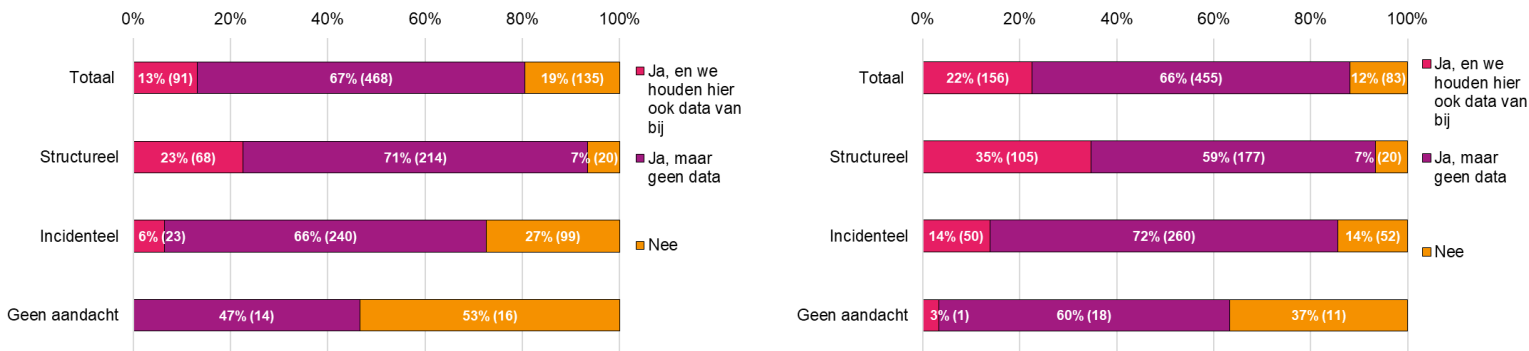 0% 20% 40% 60% 80% 100%
Totaal 13% (91) 67% (468) 19% (135)
Structureel 23% (68) 71% (214) 7% (20)
Incidenteel 6% (23) 66% (240) 27% (99)
Geen aandacht 47% (14) 53% (16)
Ja, en we
houden hier
ook data van
bij
Ja, maar
geen data
Nee
0% 20% 40% 60% 80% 100%
Totaal 22% (156) 66% (455) 12% (83)
Structureel 35% (105) 59% (177) 7% (20)
Incidenteel 14% (50) 72% (260) 14% (52)
Geen aandacht 3% (1) 60% (18) 37% (11)
Ja, en we
houden hier
ook data van
bij
Ja, maar
geen data
Nee